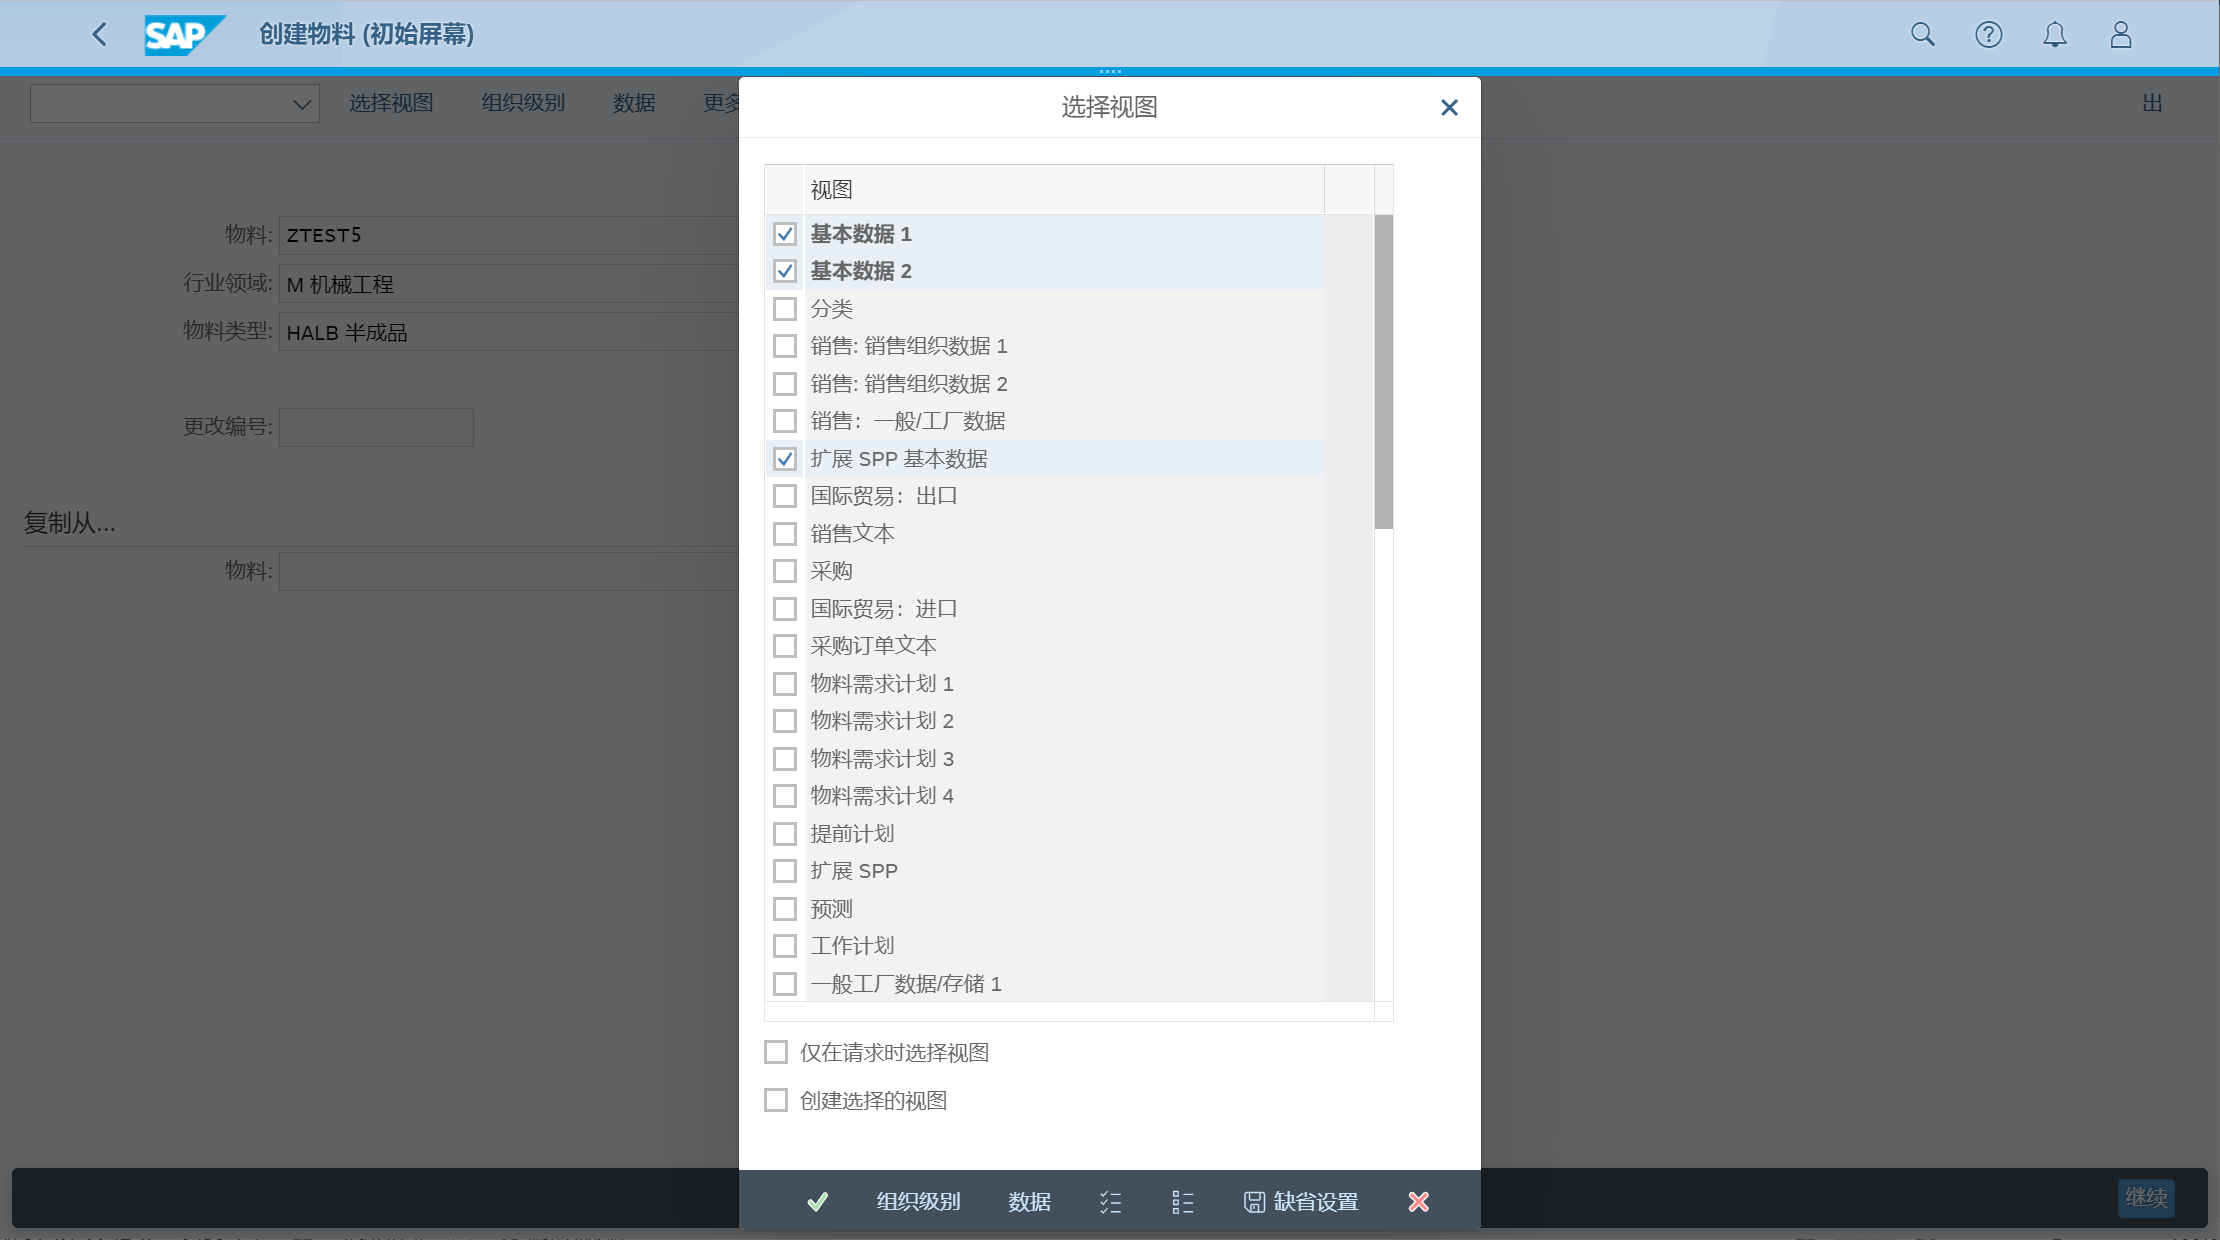 SAP 创建物料 (初始屏幕)
选择视图 组织级别 数据 更多 出
选择视图
视图
物料: ZTEST5
行业领域: M 机械工程
物料类型: HALB 半成品
更改编号:
复制从...
物料:
基本数据 1
基本数据 2
分类
销售: 销售组织数据 1
销售: 销售组织数据 2
销售：一般/工厂数据
扩展 SPP 基本数据
国际贸易：出口
销售文本
采购
国际贸易：进口
采购订单文本
物料需求计划 1
物料需求计划 2
物料需求计划 3
物料需求计划 4
提前计划
扩展 SPP
预测
工作计划
一般工厂数据/存储 1
仅在请求时选择视图
创建选择的视图
组织级别 数据 缺省设置
继续